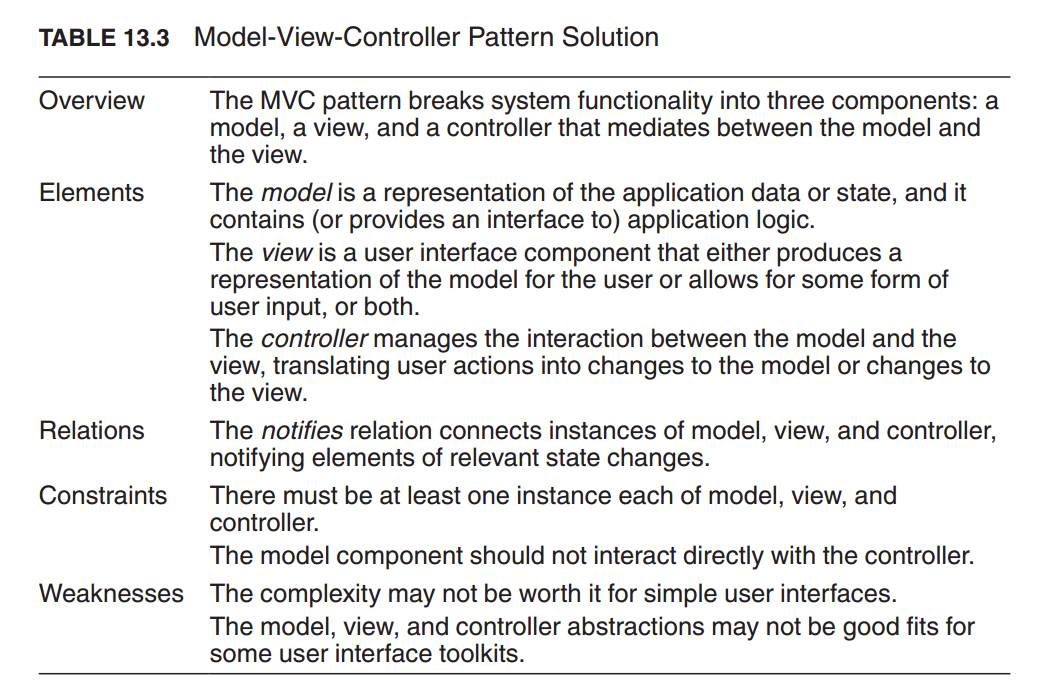 TABLE 13.3 Model-View-Controller Pattern Solution
Overview The MVC pattern breaks system functionality into three components: a
model, a view, and a controller that mediates between the model and
the view.
Elements The model is a representation of the application data or state, and it
contains (or provides an interface to) application logic.
The view is a user interface component that either produces a
representation of the model for the user or allows for some form of
user input, or both.
The controller manages the interaction between the model and the
view, translating user actions into changes to the model or changes to
the view.
Relations The notifies relation connects instances of model, view, and controller,
notifying elements of relevant state changes.
Constraints There must be at least one instance each of model, view, and
controller.
The model component should not interact directly with the controller.
Weaknesses The complexity may not be worth it for simple user interfaces.
The model, view, and controller abstractions may not be good fits for
some user interface toolkits.